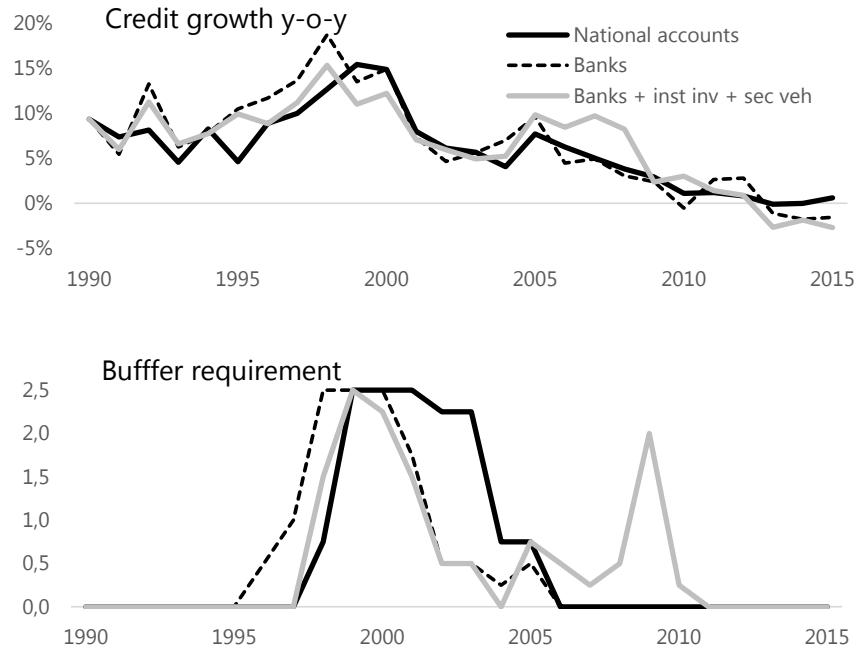 Credit growth y-o-y
20%
15%
10%
5%
0%
-5%
National accounts
Banks
Banks + inst inv + sec veh
1990 1995 2000 2005 2010 2015
Bufffer requirement
2,5
2,0
1,5
1,0
0,5
0,0
1990 1995 2000 2005 2010 2015